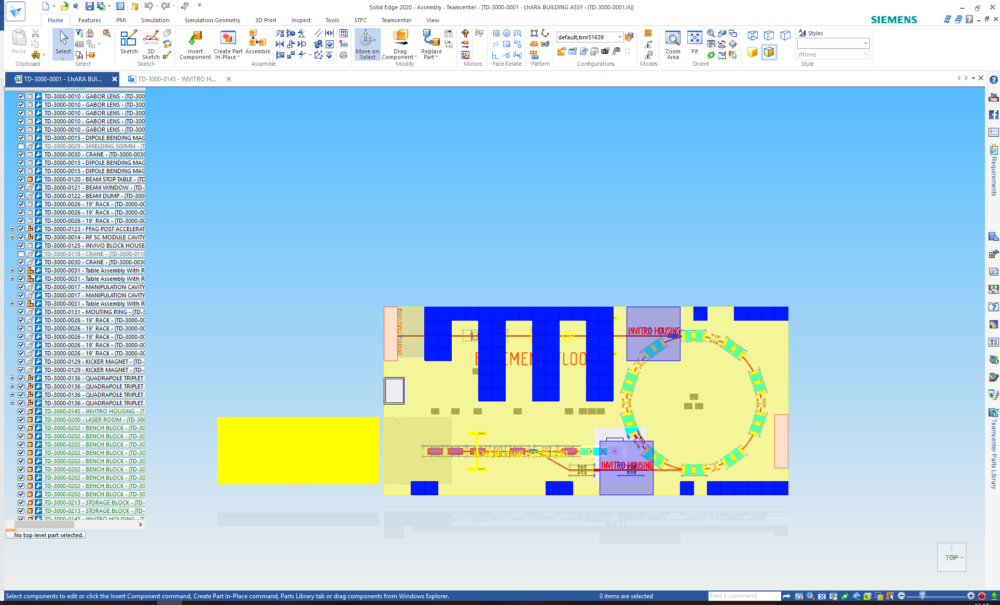 Solid Edge 2020 - Assembly - Teamcenter - [TD-3000-0001 - LhARA BUILDING ASSY - {TD-3000-0001/A}]
Home Features PMI Simulation Simulation Geometry 3D Print Inspect Tools STFC Teamcenter View
SIEMENS
Paste
Clipboard
Select
Select
Sketch
3D Sketch
Sketch
Insert Component
Create Part In-Place
Assemble
Assemble
Move on Select
Drag Component
Replace Part
Modify
Motors
Face Relate
Pattern
default,bnr51639
Configurations
Modes
Zoom Area
Fit
Orient
Styles
(None)
Style
TD-3000-0001 - LhARA BUI...
TD-3000-0145 - INVITRO H...
TD-3000-0010 - GABOR LENS - {TD-300
TD-3000-0010 - GABOR LENS - {TD-300
TD-3000-0010 - GABOR LENS - {TD-300
TD-3000-0010 - GABOR LENS - {TD-300
TD-3000-0010 - GABOR LENS - {TD-300
TD-3000-0015 - DIPOLE BENDING MAG
TD-3000-0029 - SHIELDING 500MM - {T
TD-3000-0030 - CRANE - {TD-3000-0030
TD-3000-0015 - DIPOLE BENDING MAG
TD-3000-0015 - DIPOLE BENDING MAG
TD-3000-0120 - BEAM STOP TABLE - {TD
TD-3000-0121 - BEAM WINDOW - {TD-
TD-3000-0122 - BEAM DUMP - {TD-300
TD-3000-0026 - 19" RACK - {TD-3000-00
TD-3000-0026 - 19" RACK - {TD-3000-00
TD-3000-0026 - 19" RACK - {TD-3000-00
TD-3000-0123 - FFAG POST ACCELERAT
TD-3000-0014 - RF SC MODULE CAVITY
TD-3000-0125 - INVIVO BLOCK HOUSE
TD-3000-0118 - CRANE - {TD-3000-0118
TD-3000-0030 - CRANE - {TD-3000-0030
TD-3000-0031 - Table Assembly With R
TD-3000-0031 - Table Assembly With R
TD-3000-0017 - MANIPULATION CAVITY
TD-3000-0017 - MANIPULATION CAVITY
TD-3000-0031 - Table Assembly With R
TD-3000-0131 - MOUTING RING - {TD-3
TD-3000-0026 - 19" RACK - {TD-3000-00
TD-3000-0026 - 19" RACK - {TD-3000-00
TD-3000-0026 - 19" RACK - {TD-3000-00
TD-3000-0026 - 19" RACK - {TD-3000-00
TD-3000-0026 - 19" RACK - {TD-3000-00
TD-3000-0129 - KICKER MAGNET - {TD-3
TD-3000-0129 - KICKER MAGNET - {TD-3
TD-3000-0136 - QUADRAPOLE TRIPLET
TD-3000-0136 - QUADRAPOLE TRIPLET
TD-3000-0136 - QUADRAPOLE TRIPLET
TD-3000-0136 - QUADRAPOLE TRIPLET
TD-3000-0145 - INVITRO HOUSING - {T
TD-3000-0200 - LASER ROOM - {TD-300
TD-3000-0202 - BENCH BLOCK - {TD-30
TD-3000-0202 - BENCH BLOCK - {TD-30
TD-3000-0202 - BENCH BLOCK - {TD-30
TD-3000-0202 - BENCH BLOCK - {TD-30
TD-3000-0202 - BENCH BLOCK - {TD-30
TD-3000-0202 - BENCH BLOCK - {TD-30
TD-3000-0202 - BENCH BLOCK - {TD-30
TD-3000-0202 - BENCH BLOCK - {TD-30
TD-3000-0202 - BENCH BLOCK - {TD-30
TD-3000-0213 - STORAGE BLOCK - {TD-
TD-3000-0213 - STORAGE BLOCK - {TD-
TD-3000-0145 - INVITRO HOUSING - {T
No top level part selected.
INVITRO HOUSING
INVITRO HOUSING
TOP
You Tube
Requirements
Teamcenter Parts Library
Select components to edit or click the Insert Component command, Create Part In-Place command, Parts Library tab or drag components from Windows Explorer.
0 items are selected
Find a command